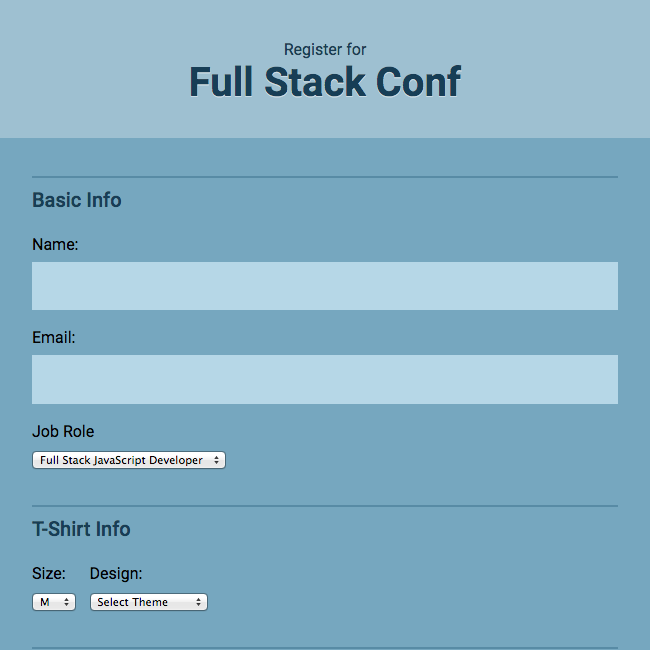 Register for
Full Stack Conf
Basic Info
Name:
Email:
Job Role
Full Stack JavaScript Developer
T-Shirt Info
Size: Design:
M Select Theme